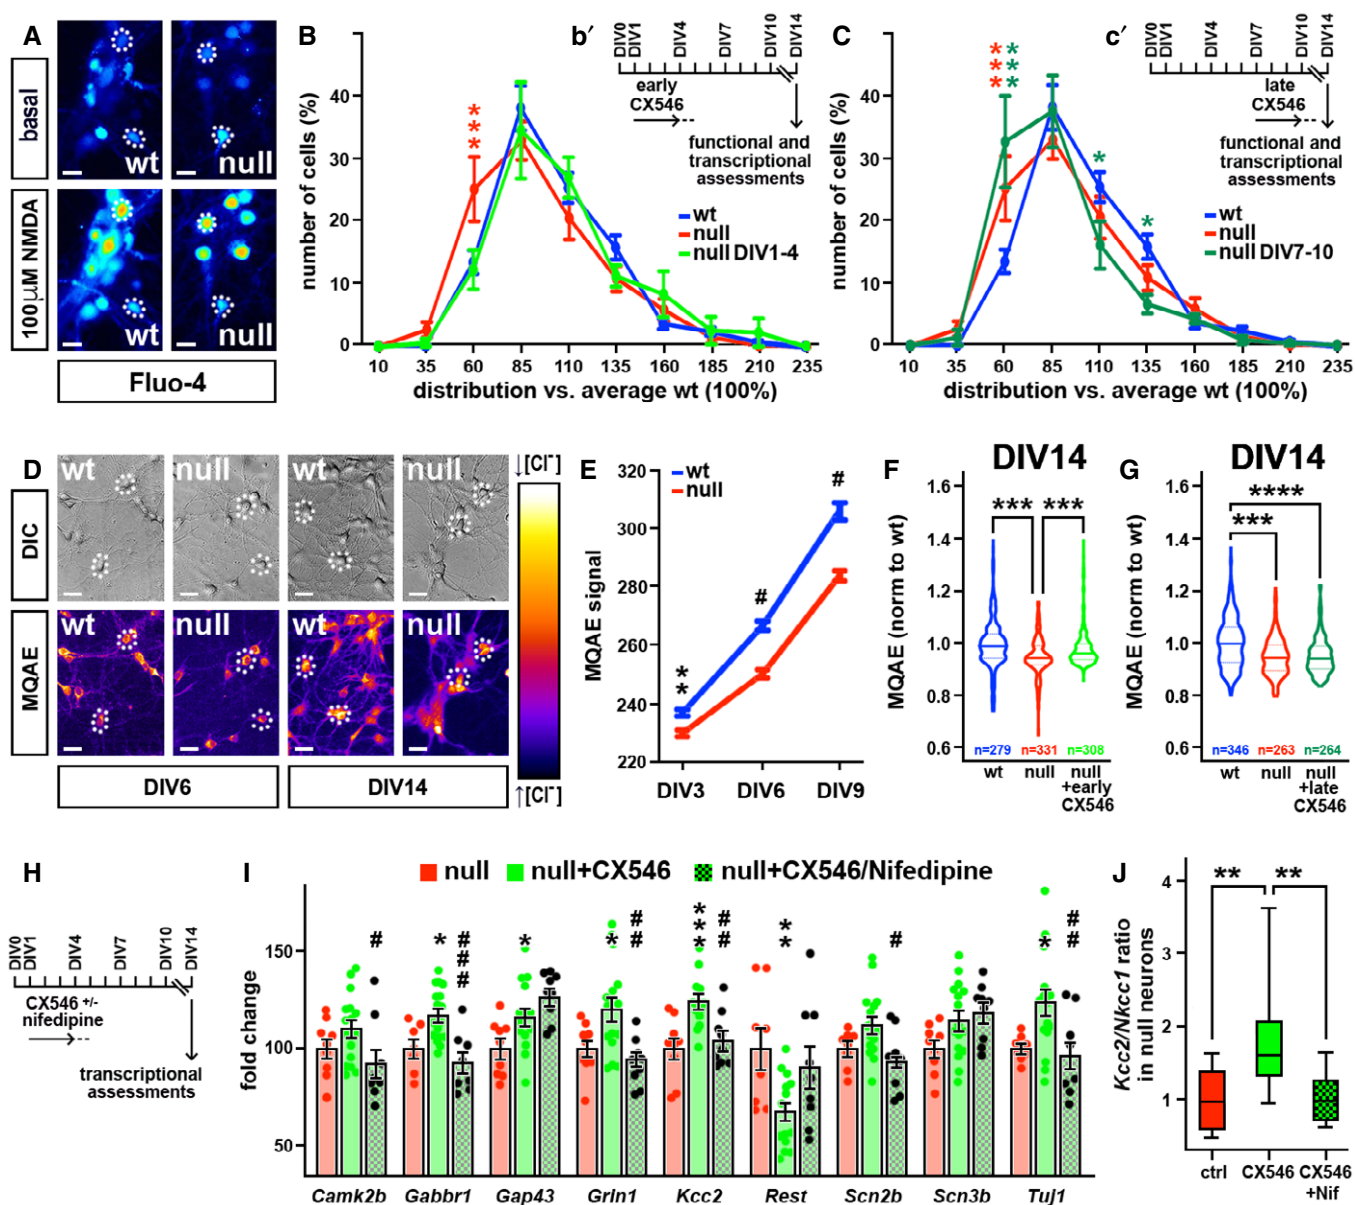 A
basal
wt
null
100 μM NMDA
wt
null
Fluo-4
B
number of cells (%)
40
30
20
10
0
10 35 60 85 110 135 160 185 210 235
distribution vs. average wt (100%)
***
b′
DIV0
DIV1
DIV4
DIV7
DIV10
DIV14
early
CX546
functional and
transcriptional
assessments
wt
null
null DIV1-4
C
number of cells (%)
40
30
20
10
0
10 35 60 85 110 135 160 185 210 235
distribution vs. average wt (100%)
***
***
*
*
c′
DIV0
DIV1
DIV4
DIV7
DIV10
DIV14
late
CX546
functional and
transcriptional
assessments
wt
null
null DIV7-10
D
DIC
wt
null
wt
null
MQAE
wt
null
wt
null
DIV6
DIV14
↓[Cl⁻]
↑[Cl⁻]
E
MQAE signal
320
300
280
260
240
220
wt
null
**
#
#
DIV3 DIV6 DIV9
F
DIV14
MQAE (norm to wt)
1.6
1.4
1.2
1.0
0.8
0.6
*** ***
n=279 n=331 n=308
wt null null
+early
CX546
G
DIV14
MQAE (norm to wt)
1.6
1.4
1.2
1.0
0.8
0.6
****
***
n=346 n=263 n=264
wt null null
+late
CX546
H
DIV0
DIV1
DIV4
DIV7
DIV10
DIV14
CX546 +/-
nifedipine
transcriptional
assessments
I
null null+CX546 null+CX546/Nifedipine
fold change
150
100
50
#
*
###
*
*
##
***
##
**
#
*
##
Camk2b Gabbr1 Gap43 Grin1 Kcc2 Rest Scn2b Scn3b Tuj1
J
Kcc2/Nkcc1 ratio
in null neurons
4
3
2
1
** **
ctrl CX546 CX546
+Nif